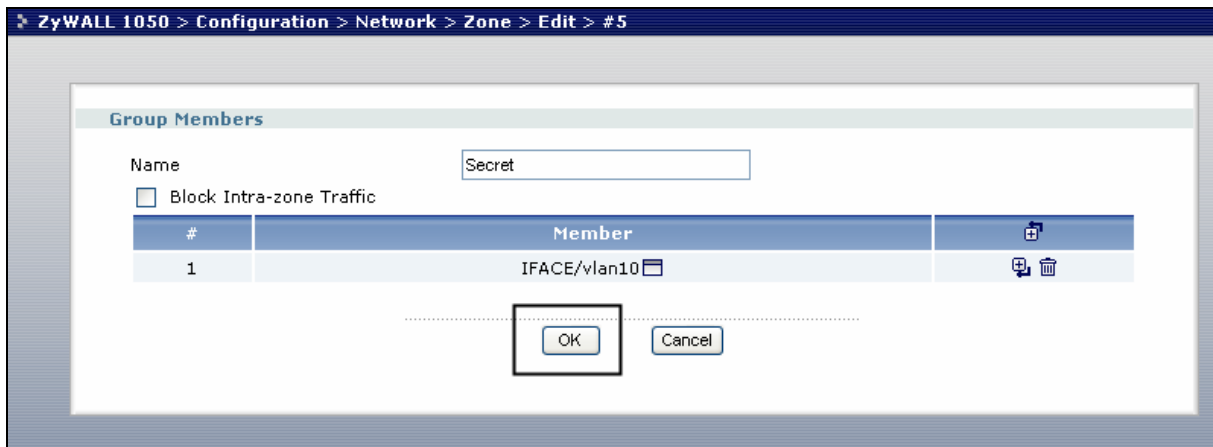 ZyWALL 1050 > Configuration > Network > Zone > Edit > #5
Group Members
Name Secret
Block Intra-zone Traffic
# Member
1 IFACE/vlan10
OK Cancel